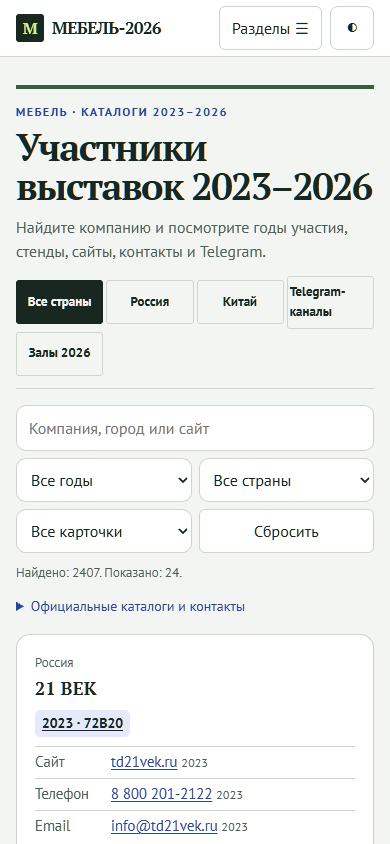 М МЕБЕЛЬ-2026 Разделы ☰ ◐
МЕБЕЛЬ · КАТАЛОГИ 2023–2026
Участники
выставок 2023–2026
Найдите компанию и посмотрите годы участия,
стенды, сайты, контакты и Telegram.
Все страны Россия Китай Telegram-
каналы
Залы 2026
Компания, город или сайт
Все годы Все страны
Все карточки Сбросить
Найдено: 2407. Показано: 24.
▶ Официальные каталоги и контакты
Россия
21 ВЕК
2023 · 72B20
Сайт td21vek.ru 2023
Телефон 8 800 201-2122 2023
Email info@td21vek.ru 2023